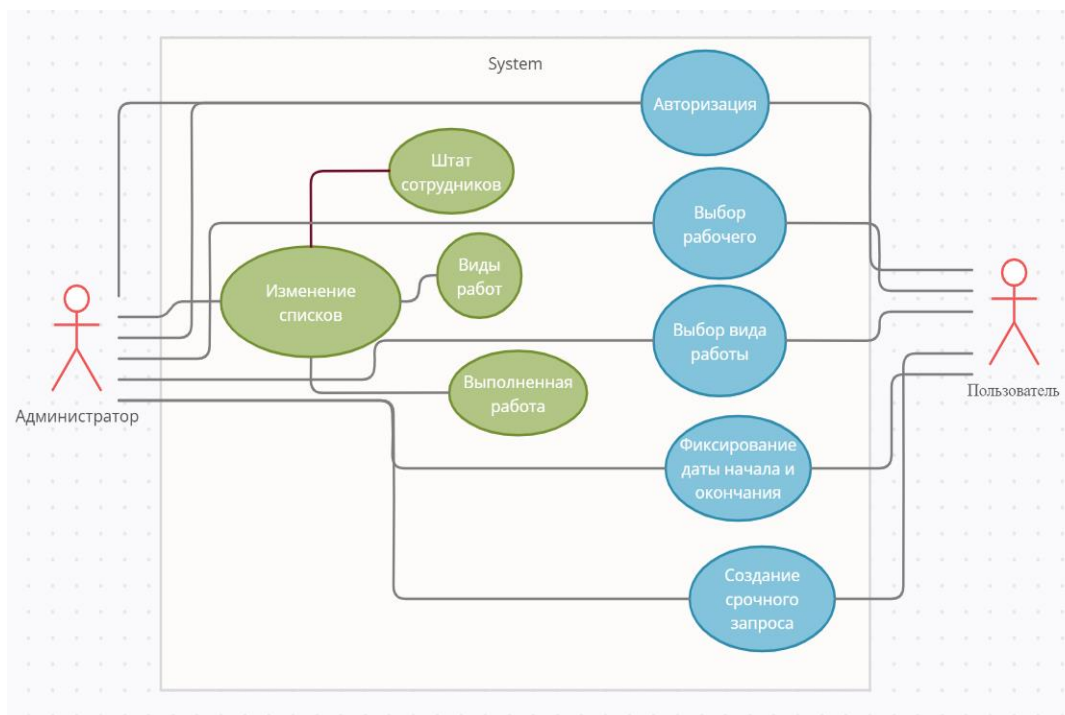 System
Авторизация
Штат
сотрудников
Выбор
рабочего
Виды
работ
Изменение
списков
Выбор вида
работы
Выполненная
работа
Администратор
Пользователь
Фиксирование
даты начала и
окончания
Создание
срочного
запроса